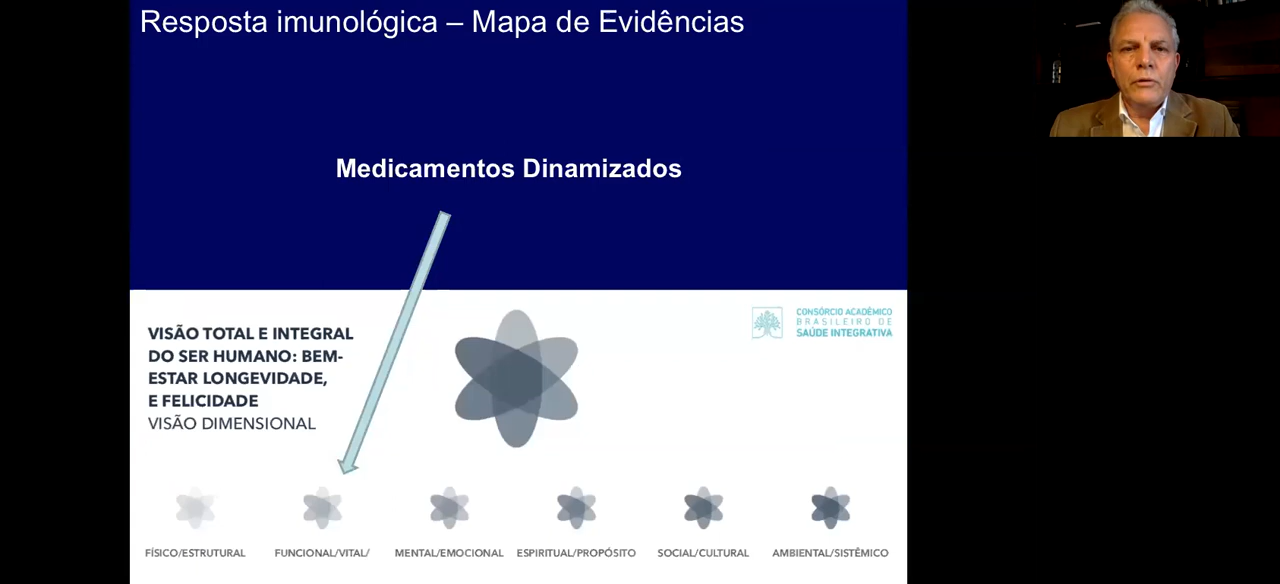 Resposta imunológica – Mapa de Evidências
Medicamentos Dinamizados
CONSÓRCIO ACADÊMICO
BRASILEIRO DE
SAÚDE INTEGRATIVA
VISÃO TOTAL E INTEGRAL
DO SER HUMANO: BEM-
ESTAR LONGEVIDADE,
E FELICIDADE
VISÃO DIMENSIONAL
FÍSICO/ESTRUTURAL
FUNCIONAL/VITAL/
MENTAL/EMOCIONAL
ESPIRITUAL/PROPÓSITO
SOCIAL/CULTURAL
AMBIENTAL/SISTÊMICO